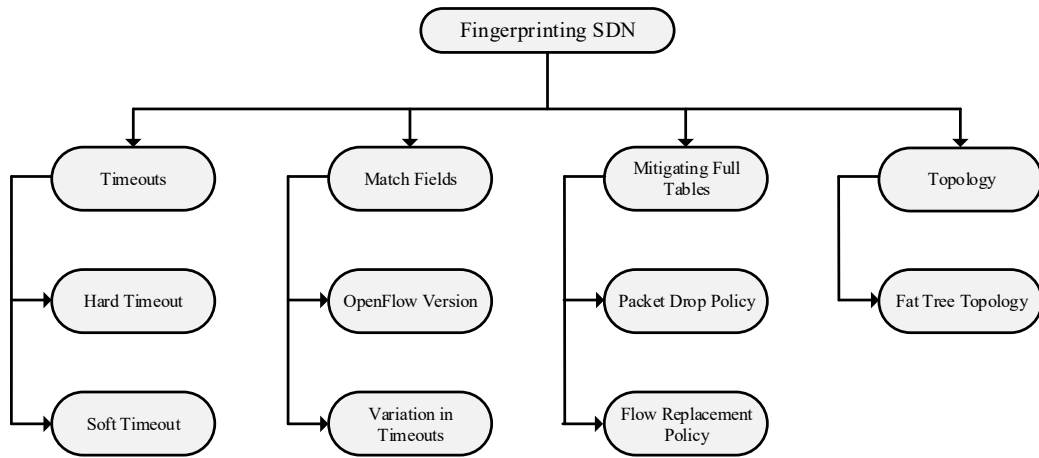 Fingerprinting SDN
Timeouts
Match Fields
Mitigating Full
Tables
Topology
Hard Timeout
OpenFlow Version
Packet Drop Policy
Fat Tree Topology
Soft Timeout
Variation in
Timeouts
Flow Replacement
Policy